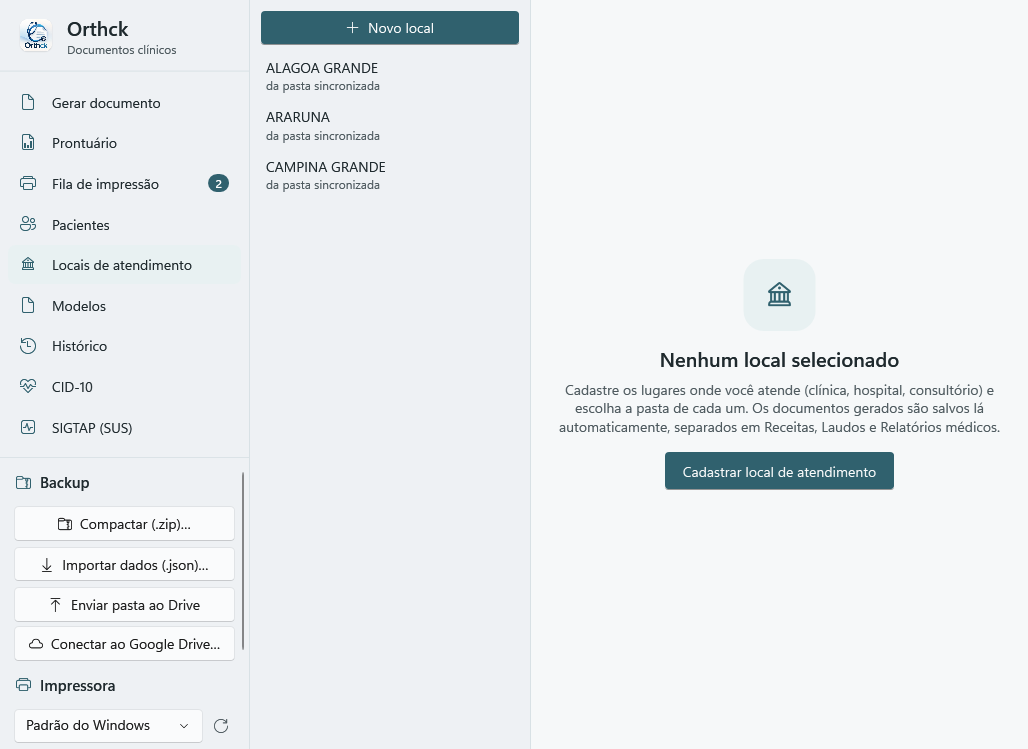 Orthck
Orthck
Documentos clínicos
Gerar documento
Prontuário
Fila de impressão
2
Pacientes
Locais de atendimento
Modelos
Histórico
CID-10
SIGTAP (SUS)
Backup
Compactar (.zip)...
Importar dados (.json)...
Enviar pasta ao Drive
Conectar ao Google Drive...
Impressora
Padrão do Windows
Novo local
ALAGOA GRANDE
da pasta sincronizada
ARARUNA
da pasta sincronizada
CAMPINA GRANDE
da pasta sincronizada
Nenhum local selecionado
Cadastre os lugares onde você atende (clínica, hospital, consultório) e
escolha a pasta de cada um. Os documentos gerados são salvos lá
automaticamente, separados em Receitas, Laudos e Relatórios médicos.
Cadastrar local de atendimento